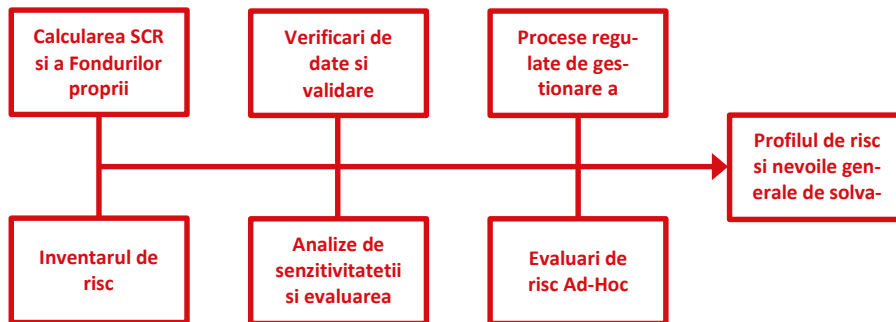 Calcularea SCR
si a Fondurilor
proprii
Verificari de
date si
validare
Procese regu-
late de ges-
tionare a
Profilul de risc
si nevoile gen-
erale de solva-
Inventarul de
risc
Analize de
senzitivitatetii
si evaluarea
Evaluari de
risc Ad-Hoc